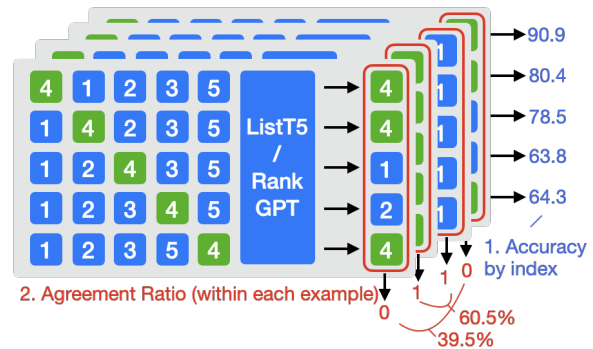 4 1 2 3 5 4 1 90.9
1 4 2 3 5 4 1 80.4
ListT5
/
Rank
GPT
1 2 4 3 5 1 1 78.5
1 2 3 4 5 2 1 63.8
1 2 3 5 4 4 1 64.3
1. Accuracy
by index
2. Agreement Ratio (within each example)
0 1 1 0
60.5%
39.5%